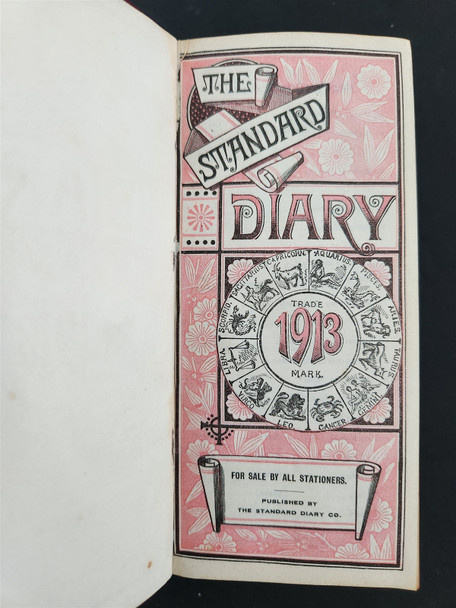 THE
STANDARD
DIARY
SAGITTARIUS
CAPRICORNE
AQUARIUS
PISCES
ARIES
TAURUS
GEMINI
CANCER
LEO
VIRGO
LIBRA
SCORPIO
TRADE
1913
MARK
FOR SALE BY ALL STATIONERS.
PUBLISHED BY
THE STANDARD DIARY CO.